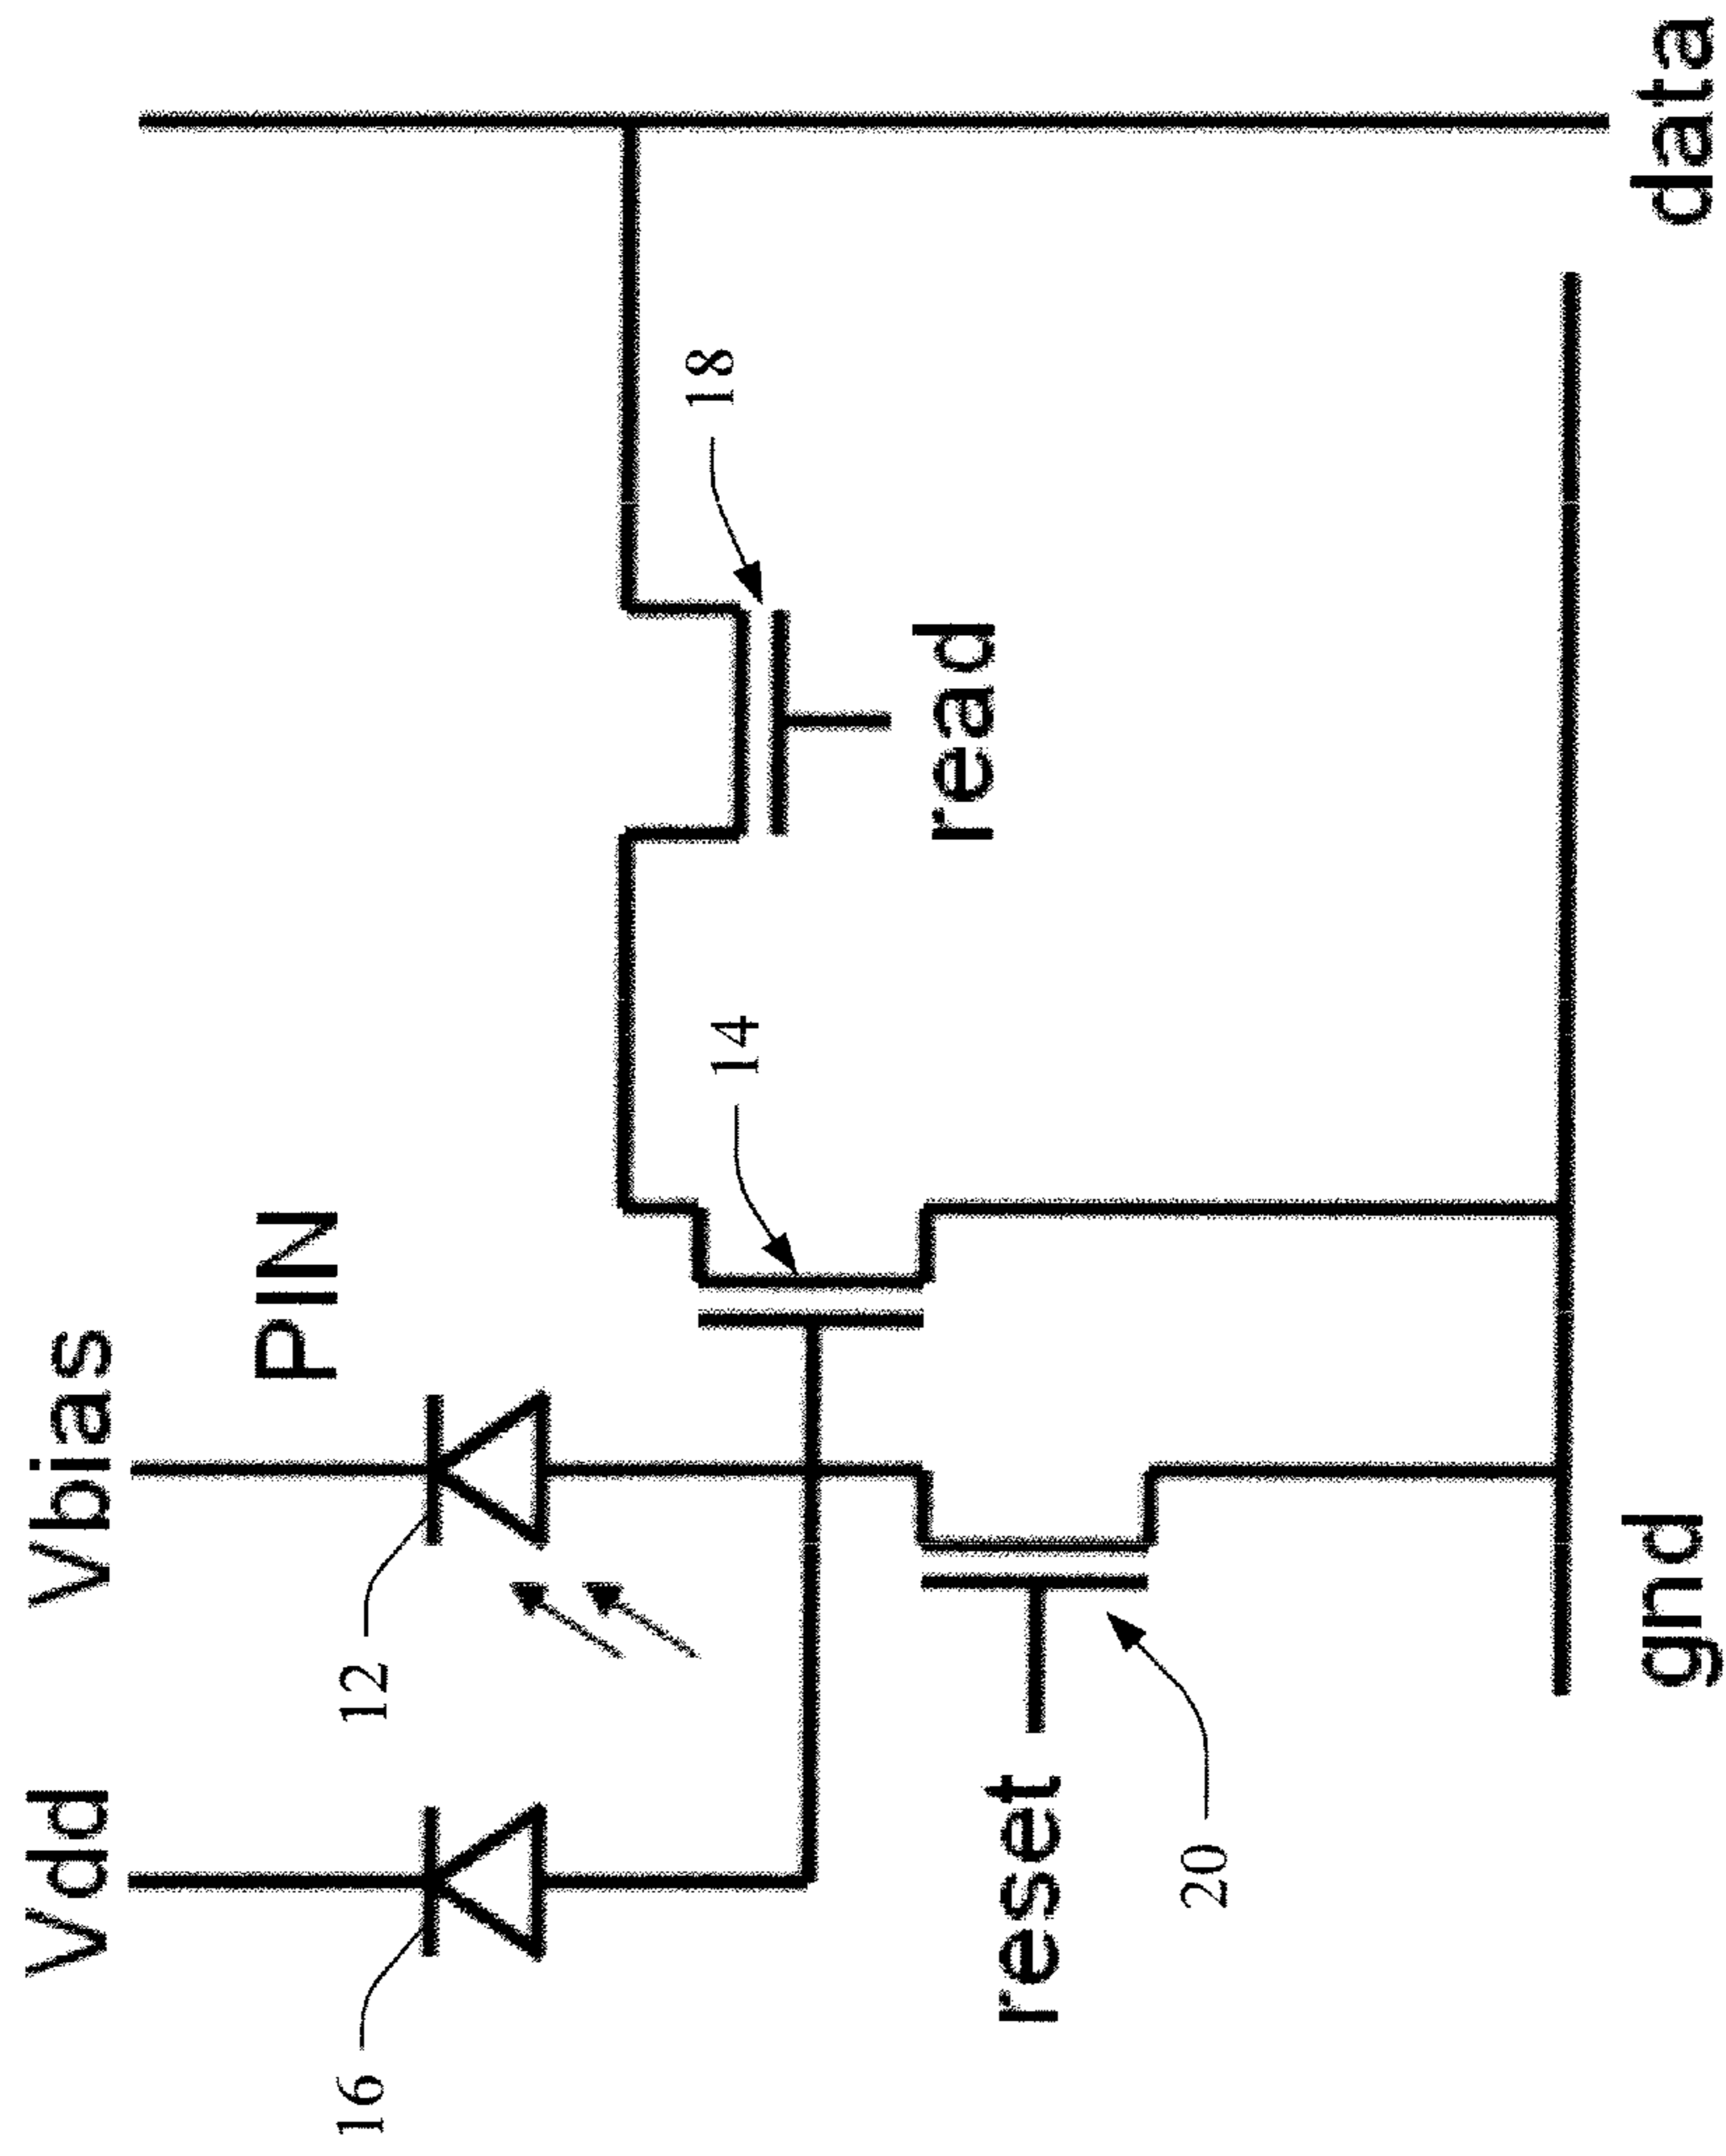 Vdd
Vbias
PIN
16
12
14
18
reset
20
read
gnd
data